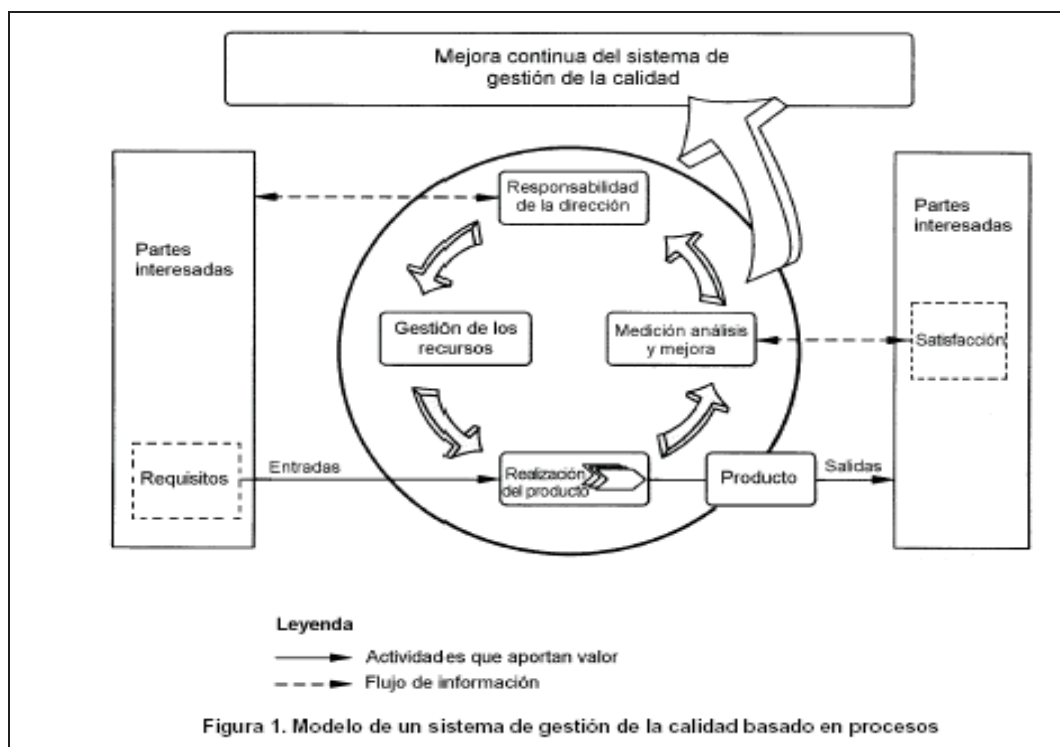 Mejora continua del sistema de
gestión de la calidad
Responsabilidad
de la dirección
Partes
interesadas
Partes
interesadas
Gestión de los
recursos
Medición análisis
y mejora
Satisfacción
Requisitos
Entradas
Realización
del producto
Producto
Salidas
Leyenda
Actividades que aportan valor
Flujo de información
Figura 1. Modelo de un sistema de gestión de la calidad basado en procesos